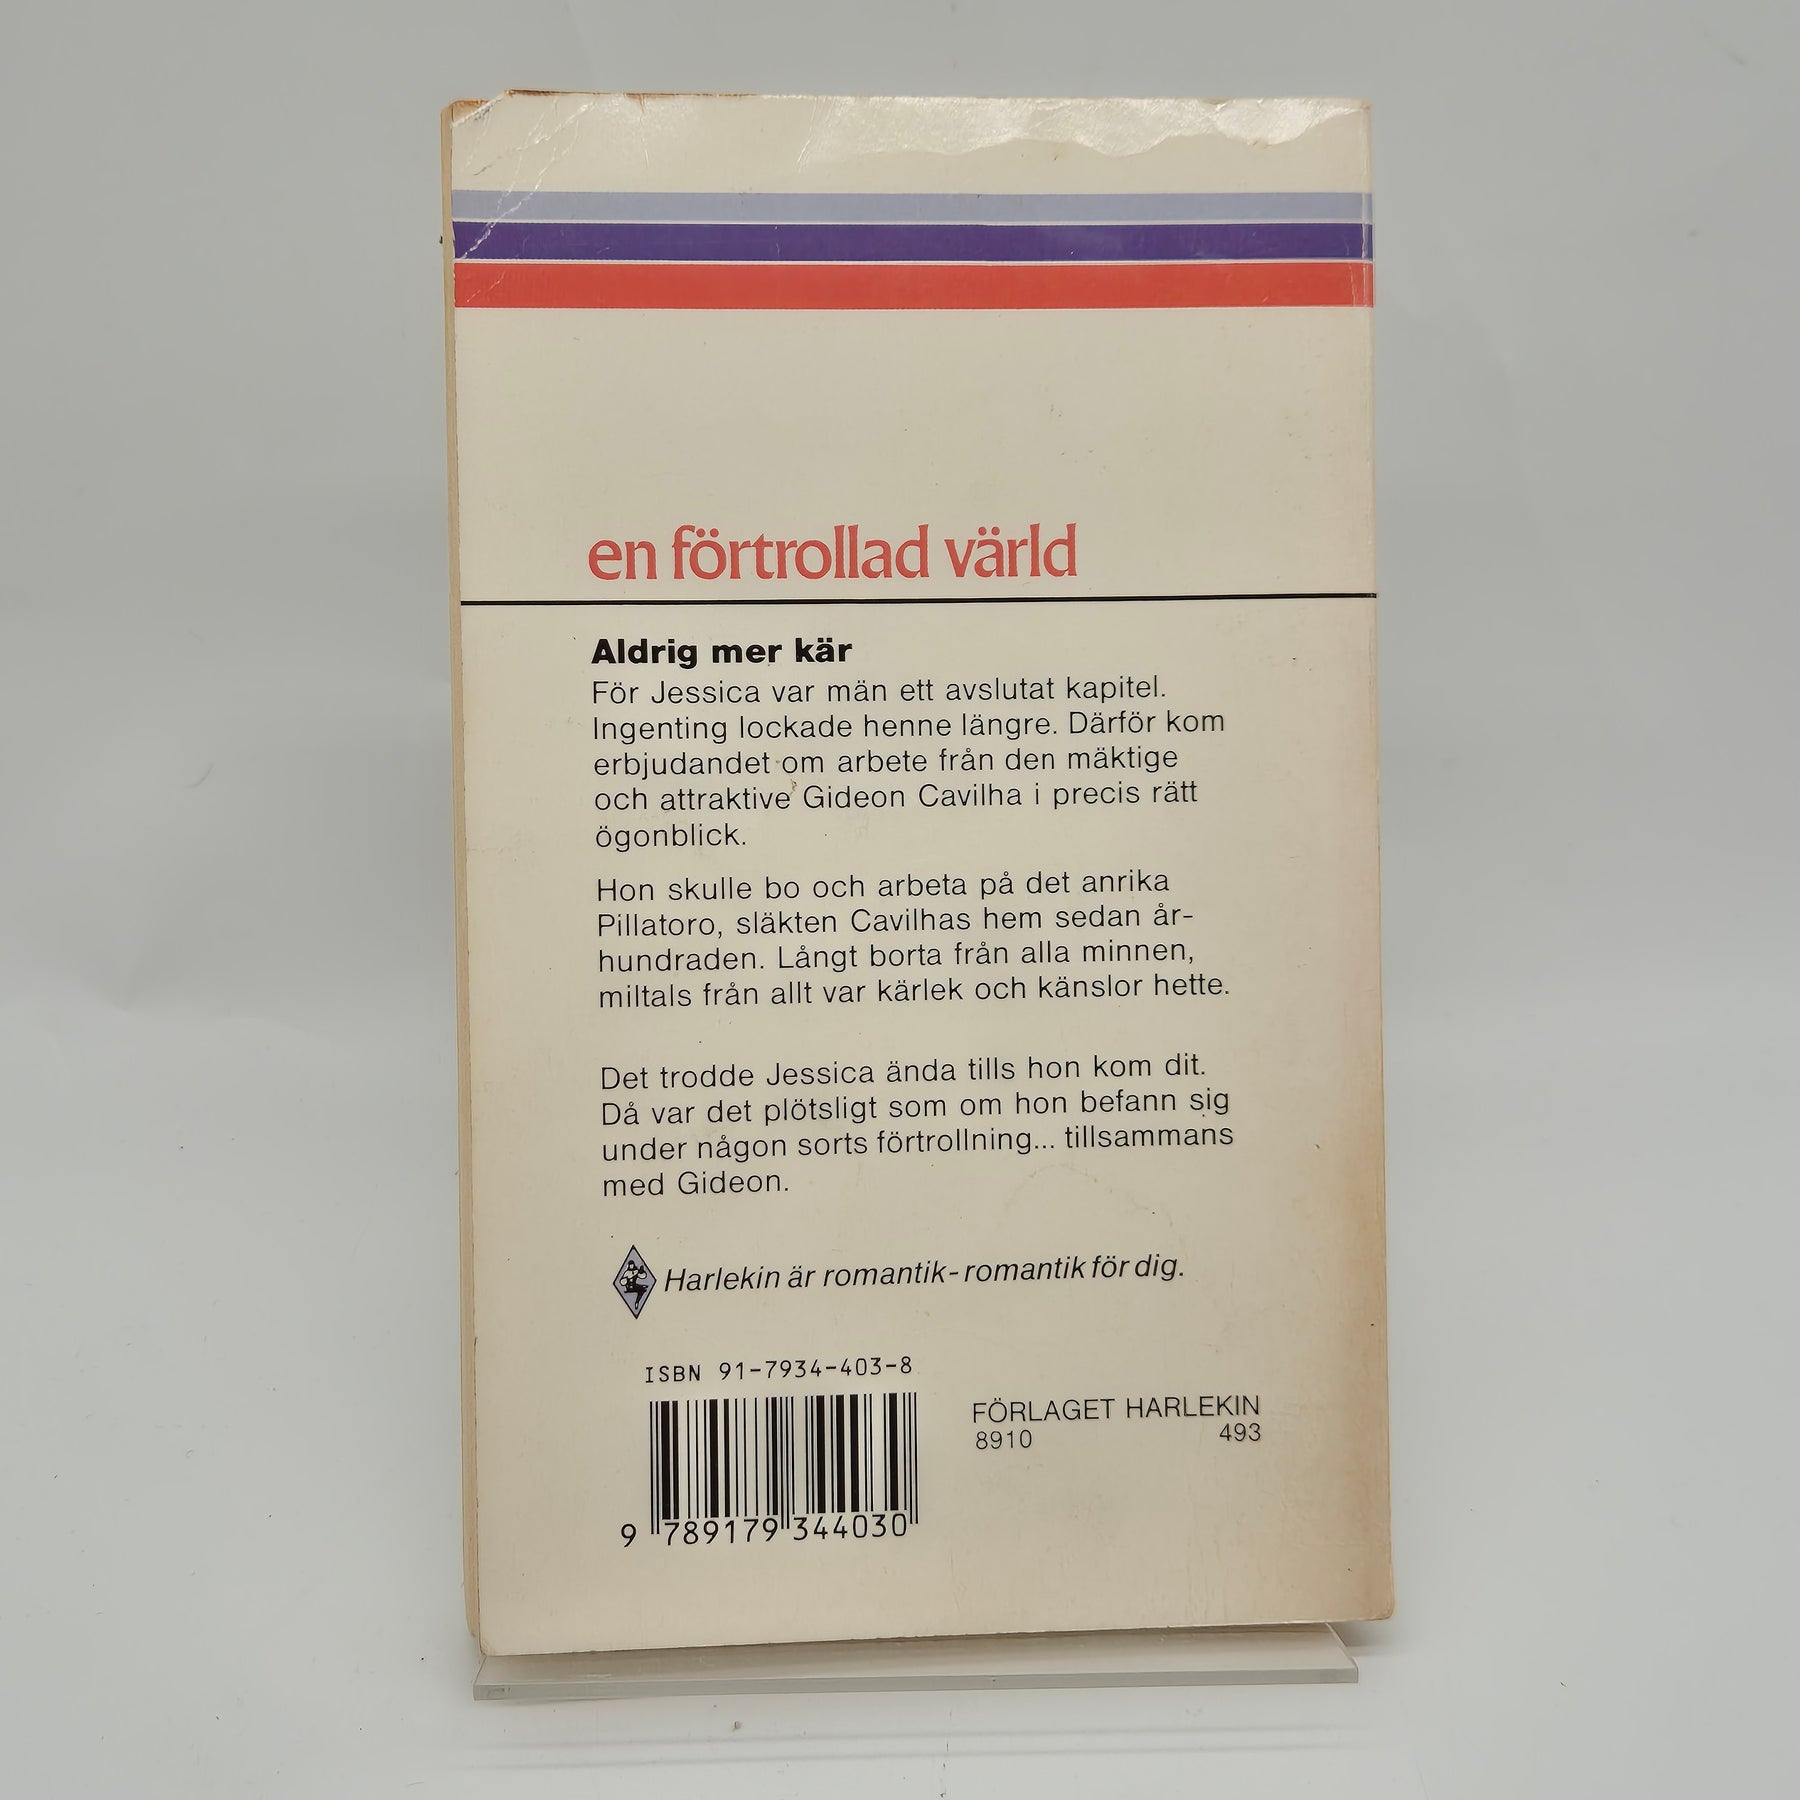 en förtrollad värld
Aldrig mer kär
För Jessica var män ett avslutat kapitel.
Ingenting lockade henne längre. Därför kom
erbjudandet om arbete från den mäktige
och attraktive Gideon Cavilha i precis rätt
ögonblick.
Hon skulle bo och arbeta på det anrika
Pillatoro, släkten Cavilhas hem sedan år-
hundraden. Långt borta från alla minnen,
miltals från allt var kärlek och känslor hette.
Det trodde Jessica ända tills hon kom dit.
Då var det plötsligt som om hon befann sig
under någon sorts förtrollning... tillsammans
med Gideon.
Harlekin är romantik-romantik för dig.
ISBN 91-7934-403-8
FÖRLAGET HARLEKIN
8910 493
9 789179 344030